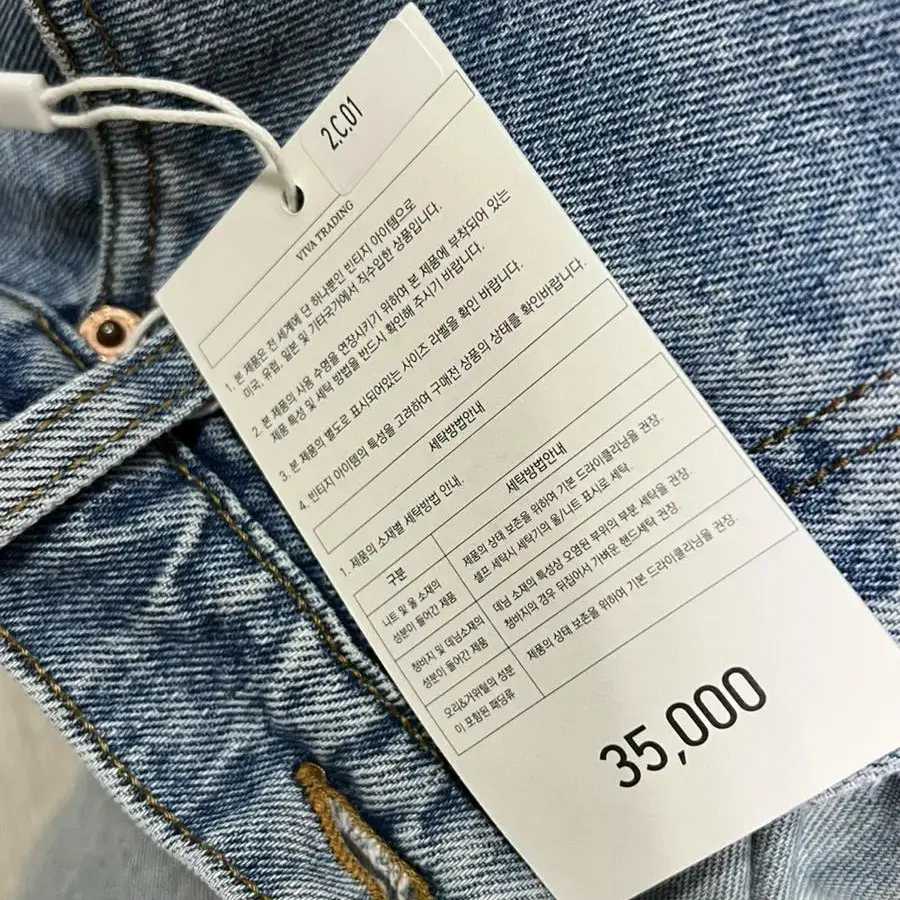 2.C.01
VIVA TRADING
1. 본 제품은 전 세계에 단 하나뿐인 빈티지 아이템으로
미국, 유럽, 일본 및 기타국가에서 직수입한 상품입니다.
2. 본 제품의 사용 수명을 연장시키기 위하여 본 제품에 부착되어 있는
제품 특성 및 세탁 방법을 반드시 확인해 주시기 바랍니다.
3. 본 제품의 별도로 표시되어있는 사이즈 라벨을 확인 바랍니다.
4. 빈티지 아이템의 특성을 고려하여 구매전 상품의 상태를 확인바랍니다.
세탁방법안내
1. 제품의 소재별 세탁방법 안내.
구분
세탁방법안내
니트 및 울 소재의
성분이 들어간 제품
제품의 상태 보존을 위하여 기본 드라이클리닝을 권장.
셀프 세탁시 세탁기의 울/니트 표시로 세탁.
청바지 및 데님소재의
성분이 들어간 제품
데님 소재의 특성상 오염된 부위의 부분 세탁을 권장
청바지의 경우 뒤집어서 가벼운 핸드세탁 권장.
오리&거위털의 성분
이 포함된 패딩류
제품의 상태 보존을 위하여 기본 드라이클리닝을 권장.
35,000